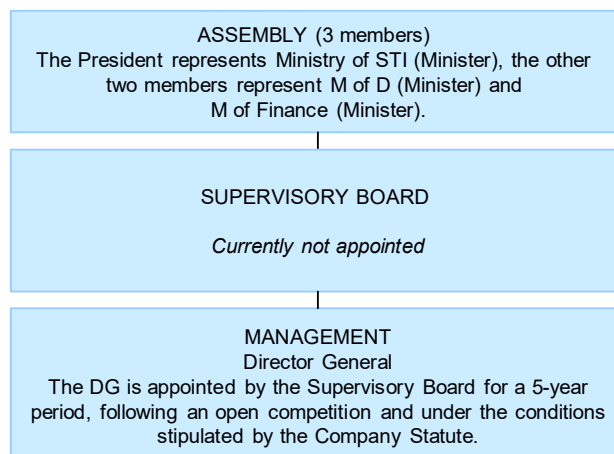 ASSEMBLY (3 members)
The President represents Ministry of STI (Minister), the other
two members represent M of D (Minister) and
M of Finance (Minister).
SUPERVISORY BOARD
Currently not appointed
MANAGEMENT
Director General
The DG is appointed by the Supervisory Board for a 5-year
period, following an open competition and under the conditions
stipulated by the Company Statute.